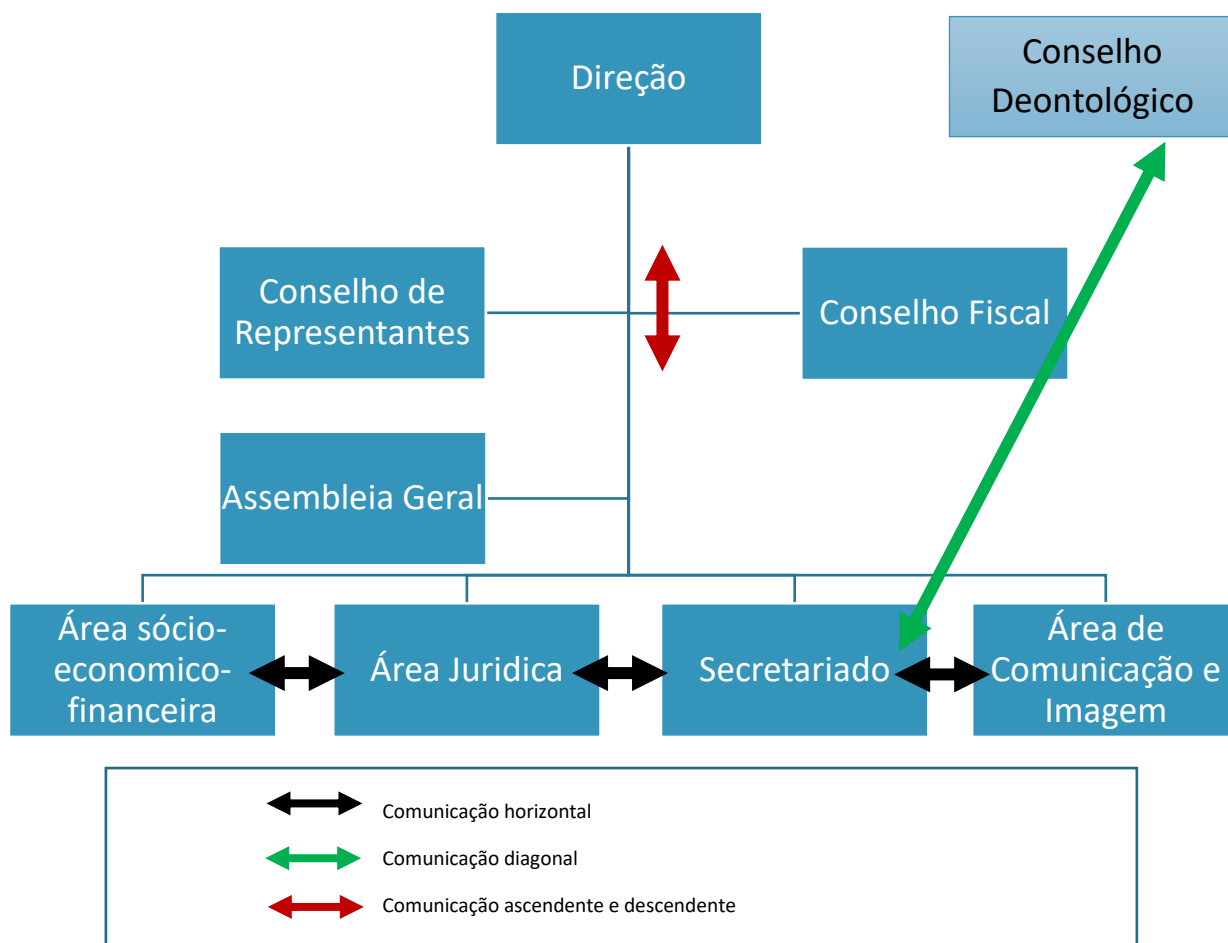 Direção
Conselho
Deontológico
Conselho de
Representantes
Conselho Fiscal
Assembleia Geral
Área sócio-
economico-
financeira
Área Juridica
Secretariado
Área de
Comunicação e
Imagem
Comunicação horizontal
Comunicação diagonal
Comunicação ascendente e descendente